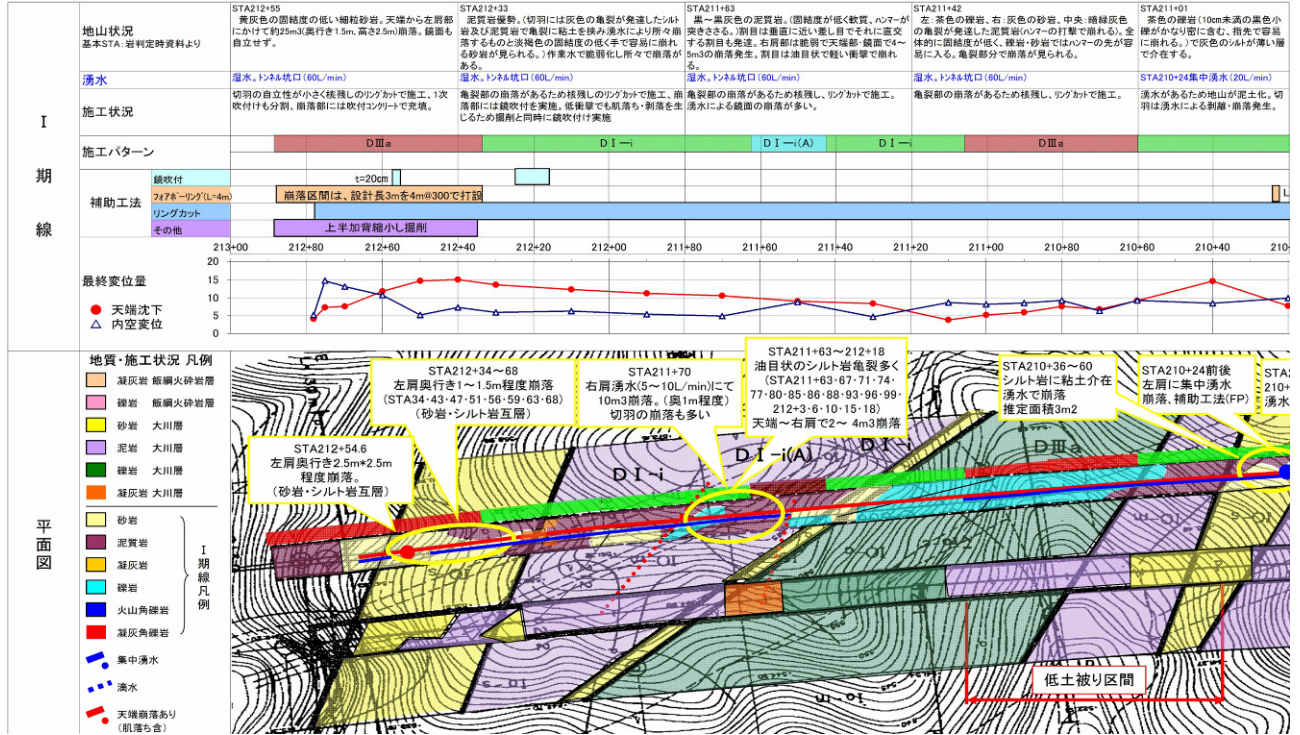 Ⅰ
期
線
地山状況
基本STA:岩判定時資料より
STA212+55
黄灰色の固結度の低い細粒砂岩。天端から左肩部
にかけて約25m3(奥行き1.5m、高さ2.5m)崩落。鏡面も
自立せず。
STA212+33
泥質岩優勢。(切羽には灰色の亀裂が発達したシルト
岩及び泥質岩で亀裂に粘土を挟み湧水により所々崩
落するものと淡褐色の固結度の低く手で容易に崩れ
る砂岩が見られる。)作業水で脆弱化し所々で崩落が
ある。
STA211+63
黒~黒灰色の泥質岩。(固結度が低く軟質、ハンマーが
突きささる。)割目は垂直に近い差し目でそれに直交
する割目も発達。右肩部は脆弱で天端部・鏡面で4~
5m3の崩落発生。割目は油目状で軽い衝撃で崩れ
る。
STA211+42
左:茶色の礫岩、右:灰色の砂岩、中央:暗緑灰色
の亀裂が発達した泥質岩(ハンマーの打撃で崩れる)。全
体的に固結度が低く、礫岩・砂岩ではハンマーの先が容
易に入る。亀裂部分で崩落が見られる。
STA211+01
茶色の礫岩(10cm未満の黒色小
礫がかなり密に含む、指先で容易
に崩れる。)で灰色のシルトが薄い層
で介在する。
湧水
湿水。トンネル坑口(60L/min)
湿水。トンネル坑口(60L/min)
湿水。トンネル坑口(60L/min)
湿水。トンネル坑口(60L/min)
STA210+24集中湧水(20L/min)
施工状況
切羽の自立性が小さく核残しのリングカットで施工、1次
吹付けも分割、崩落部には吹付コンクリートで充填。
亀裂部の崩落があるため核残しのリングカットで施工、崩
落部には鏡吹付を実施。低衝撃でも肌落ち・剥落を生
じるため掘削と同時に鏡吹付け実施
亀裂部の崩落があるため核残し、リングカットで施工。
湧水による鏡面の崩落が多い。
亀裂部の崩落があるため核残し、リングカットで施工。
湧水があるため地山が泥土化。切
羽は湧水による剥離・崩落発生。
施工パターン
DⅢa
DⅠ-i
DⅠ-i(A)
DⅠ-i
DⅢa
補助工法
鏡吹付
t=20cm
フォアボーリング(L=4m)
崩落区間は、設計長3mを4m@300で打設
L
リングカット
その他
上半加背縮小し掘削
213+00
212+80
212+60
212+40
212+20
212+00
211+80
211+60
211+40
211+20
211+00
210+80
210+60
210+40
210+
最終変位量
天端沈下
内空変位
20
15
10
5
0
平
面
図
地質・施工状況 凡例
凝灰岩 飯綱火砕岩層
礫岩 飯綱火砕岩層
砂岩 大川層
泥岩 大川層
礫岩 大川層
凝灰岩 大川層
砂岩
泥質岩
凝灰岩
礫岩
火山角礫岩
凝灰角礫岩
Ⅰ
期
線
凡
例
集中湧水
滴水
天端崩落あり
(肌落ち含)
STA212+54.6
左肩奥行き2.5m*2.5m
程度崩落。
(砂岩・シルト岩互層)
STA212+34~68
左肩奥行き1~1.5m程度崩落
(STA34・43・47・51・56・59・63・68)
(砂岩・シルト岩互層)
STA211+70
右肩湧水(5~10L/min)にて
10m3崩落。(奥1m程度)
切羽の崩落も多い
STA211+63~212+18
油目状のシルト岩亀裂多く
(STA211+63・67・71・74・
77・80・85・86・88・93・96・99・
212+3・6・10・15・18)
天端~右肩で2~ 4m3崩落
STA210+36~60
シルト岩に粘土介在
湧水で崩落
推定面積3m2
STA210+24前後
左肩に集中湧水
崩落、補助工法(FP)
STA2
210+
湧水
DⅠ-i
DⅠ-i(A)
DⅠ-i
DⅢa
低土被り区間